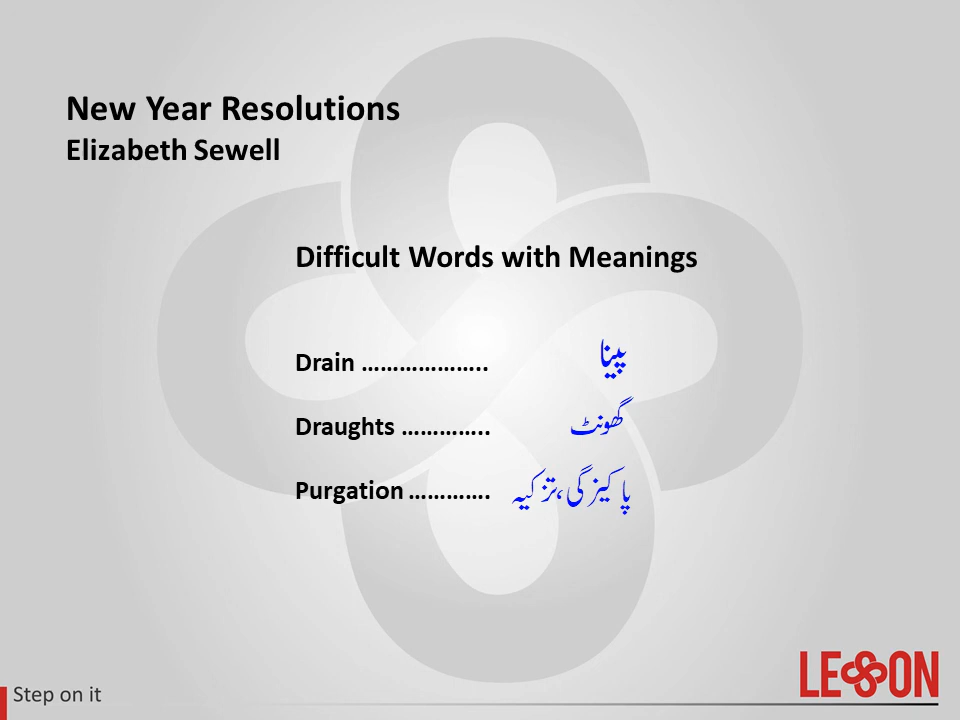 New Year Resolutions
Elizabeth Sewell
Difficult Words with Meanings
Drain ……………….. پینا
Draughts ………….. گھونٹ
Purgation …………. پاکیزگی، تزکیہ
Step on it
LESSON